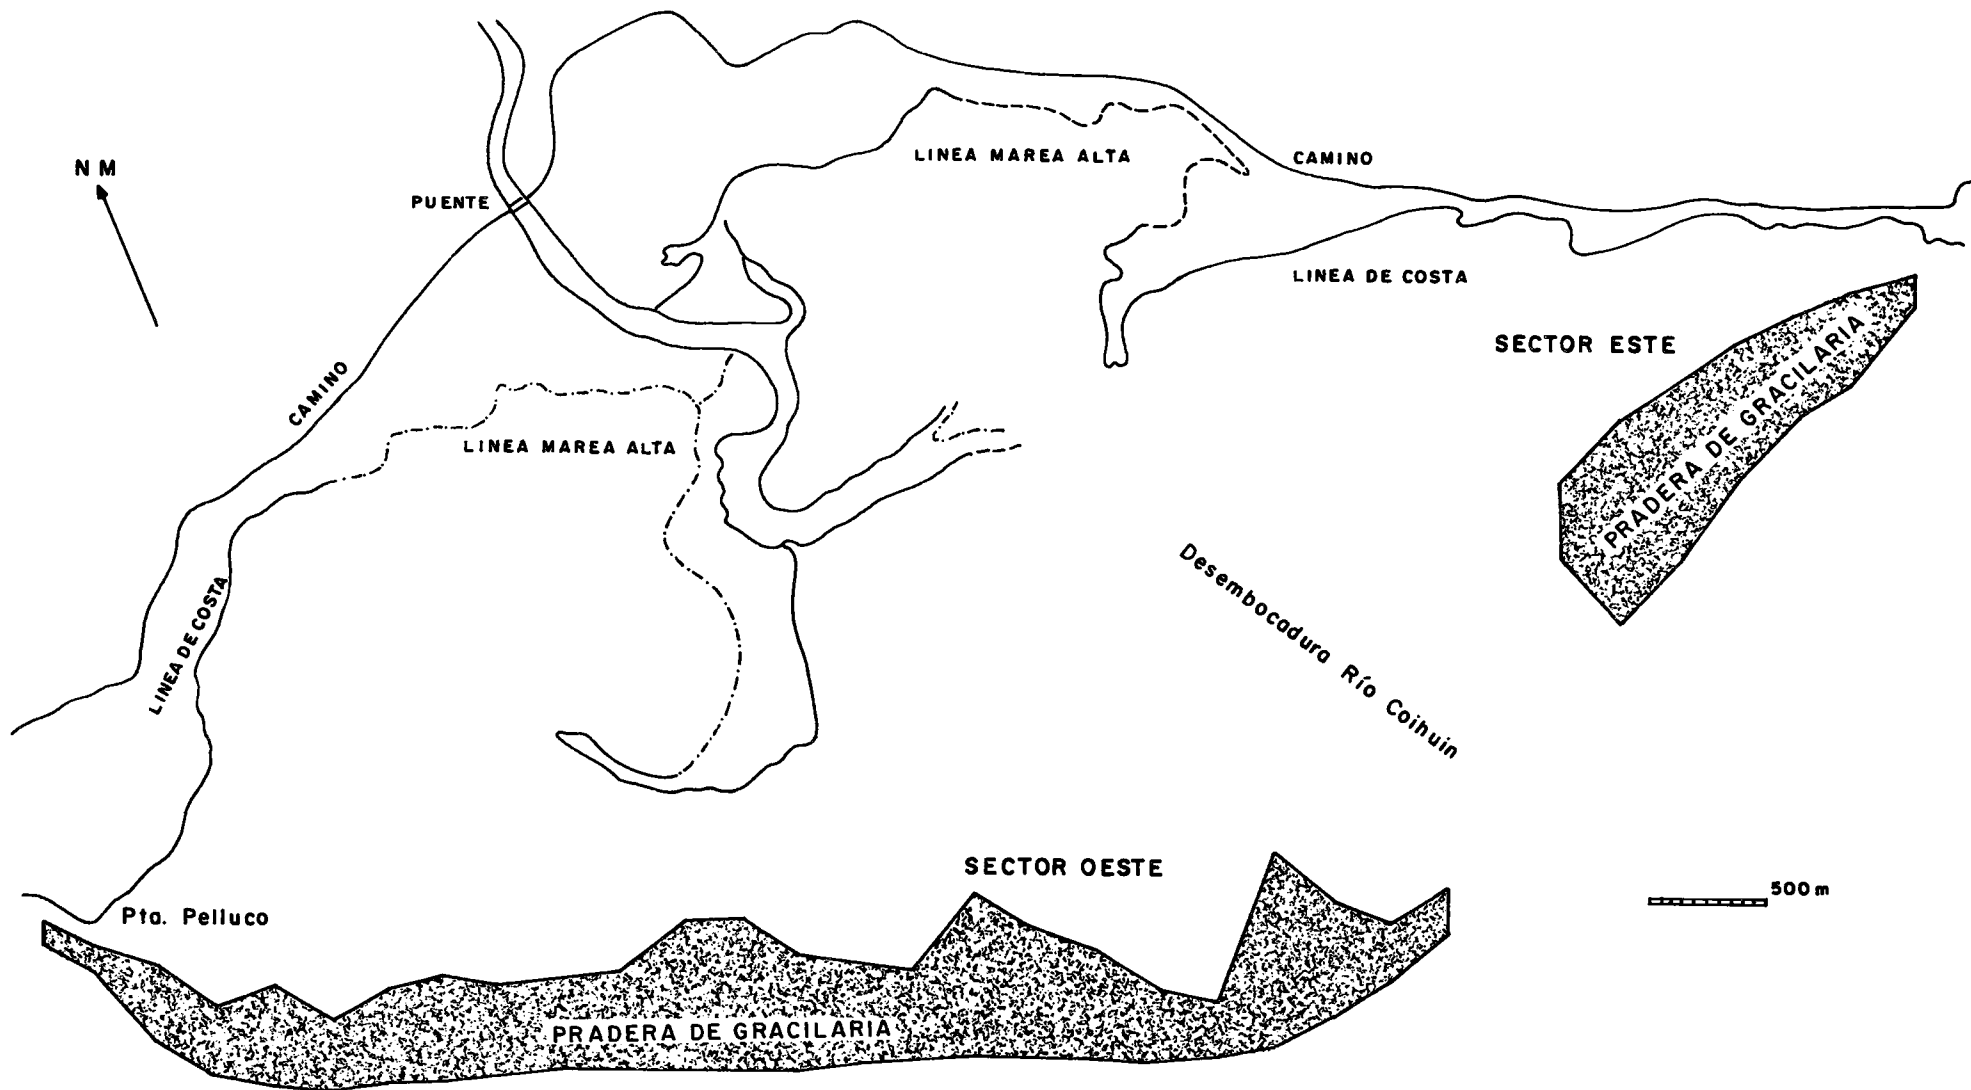 N M
LINEA MAREA ALTA
CAMINO
PUENTE
LINEA DE COSTA
SECTOR ESTE
PRADERA DE GRACILARIA
CAMINO
LINEA MAREA ALTA
LINEA DE COSTA
Desembocadura Río Coihuin
SECTOR OESTE
500 m
Pta. Pelluco
PRADERA DE GRACILARIA